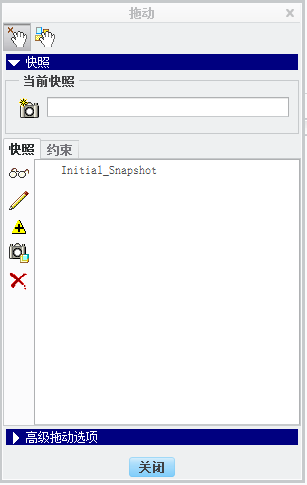 拖动
快照
当前快照
快照 约束
Initial_Snapshot
高级拖动选项
关闭